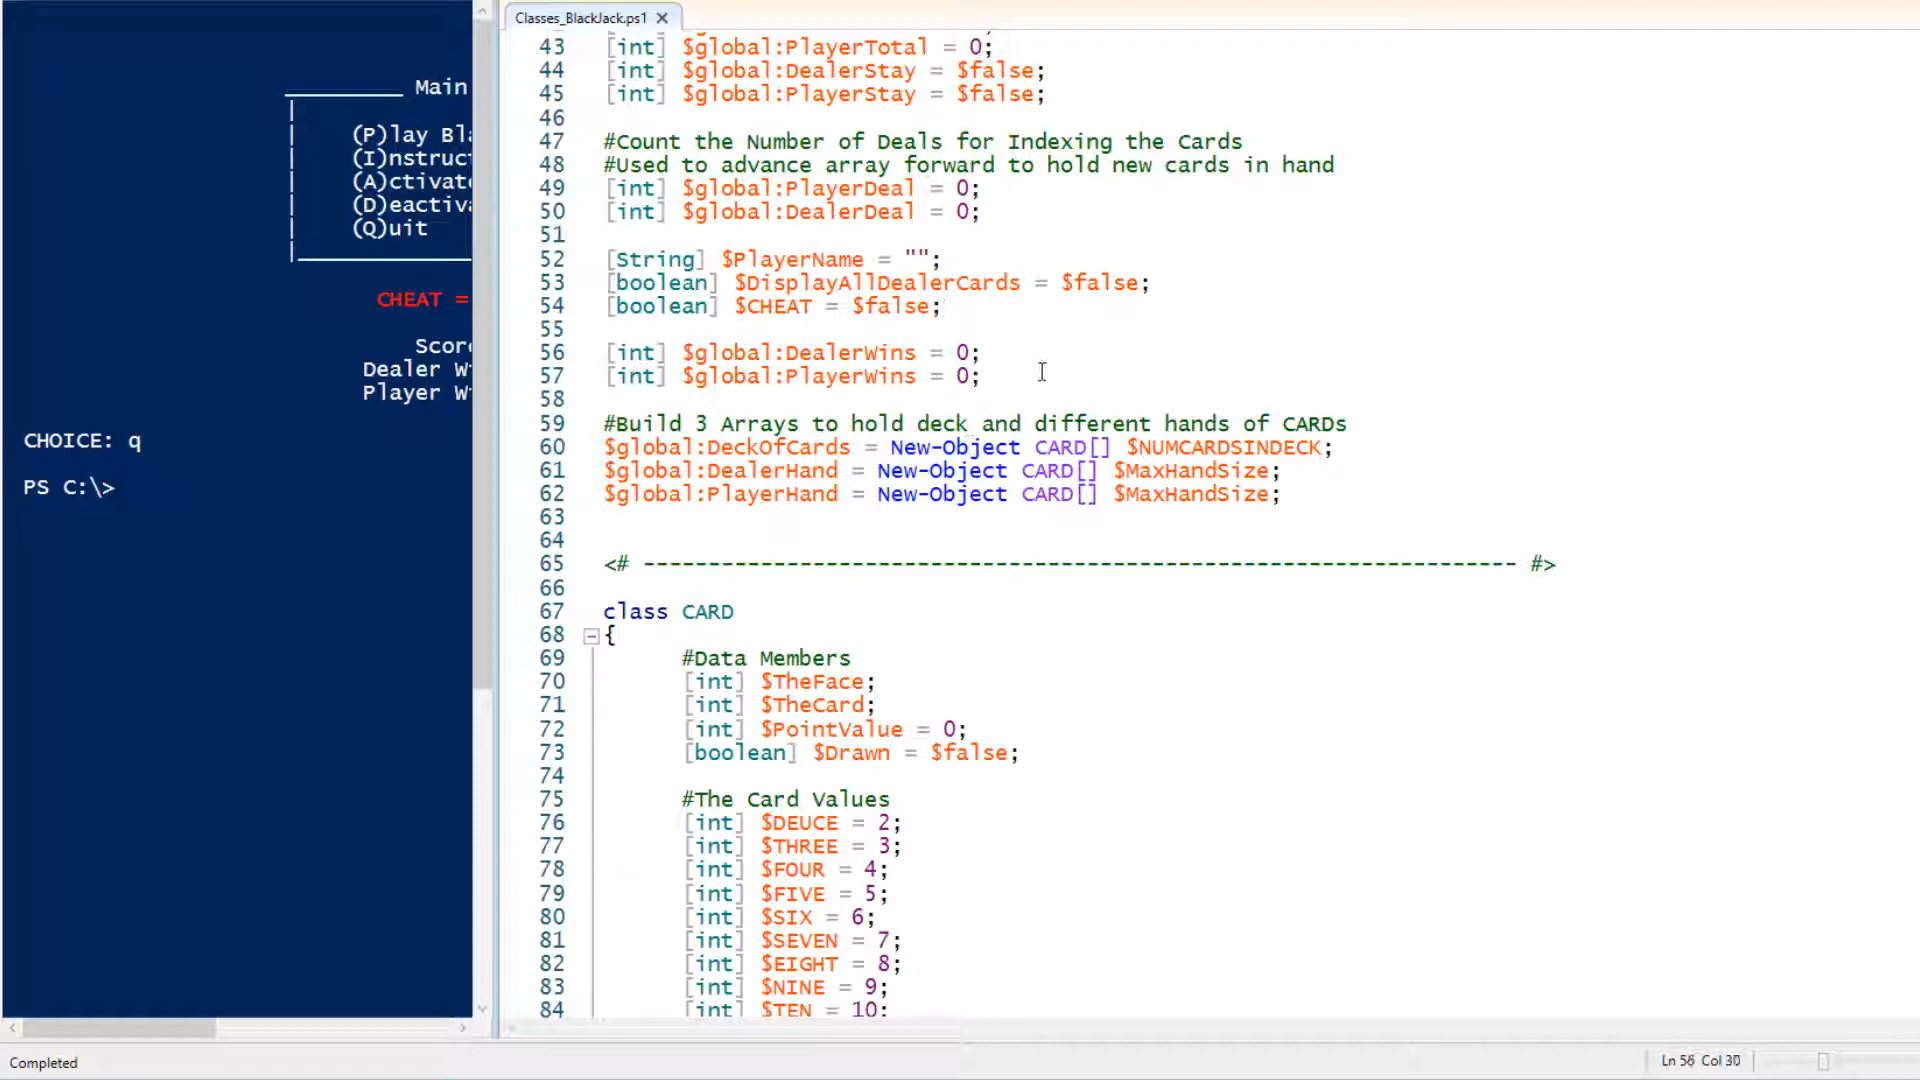 Main
(P)lay Bla
(I)nstruct
(A)ctivate
(D)eactiva
(Q)uit
CHEAT =
Score
Dealer W
Player W
CHOICE: q
PS C:\>
Classes_BlackJack.ps1
43 [int] $global:PlayerTotal = 0;
44 [int] $global:DealerStay = $false;
45 [int] $global:PlayerStay = $false;
46
47 #Count the Number of Deals for Indexing the Cards
48 #Used to advance array forward to hold new cards in hand
49 [int] $global:PlayerDeal = 0;
50 [int] $global:DealerDeal = 0;
51
52 [String] $PlayerName = "";
53 [boolean] $DisplayAllDealerCards = $false;
54 [boolean] $CHEAT = $false;
55
56 [int] $global:DealerWins = 0;
57 [int] $global:PlayerWins = 0;
58
59 #Build 3 Arrays to hold deck and different hands of CARDs
60 $global:DeckOfCards = New-Object CARD[] $NUMCARDSINDECK;
61 $global:DealerHand = New-Object CARD[] $MaxHandSize;
62 $global:PlayerHand = New-Object CARD[] $MaxHandSize;
63
64
65 <# ------------------------------------------------------------------- #>
66
67 class CARD
68 {
69 #Data Members
70 [int] $TheFace;
71 [int] $TheCard;
72 [int] $PointValue = 0;
73 [boolean] $Drawn = $false;
74
75 #The Card Values
76 [int] $DEUCE = 2;
77 [int] $THREE = 3;
78 [int] $FOUR = 4;
79 [int] $FIVE = 5;
80 [int] $SIX = 6;
81 [int] $SEVEN = 7;
82 [int] $EIGHT = 8;
83 [int] $NINE = 9;
84 [int] $TEN = 10;
Completed
Ln 56 Col 30